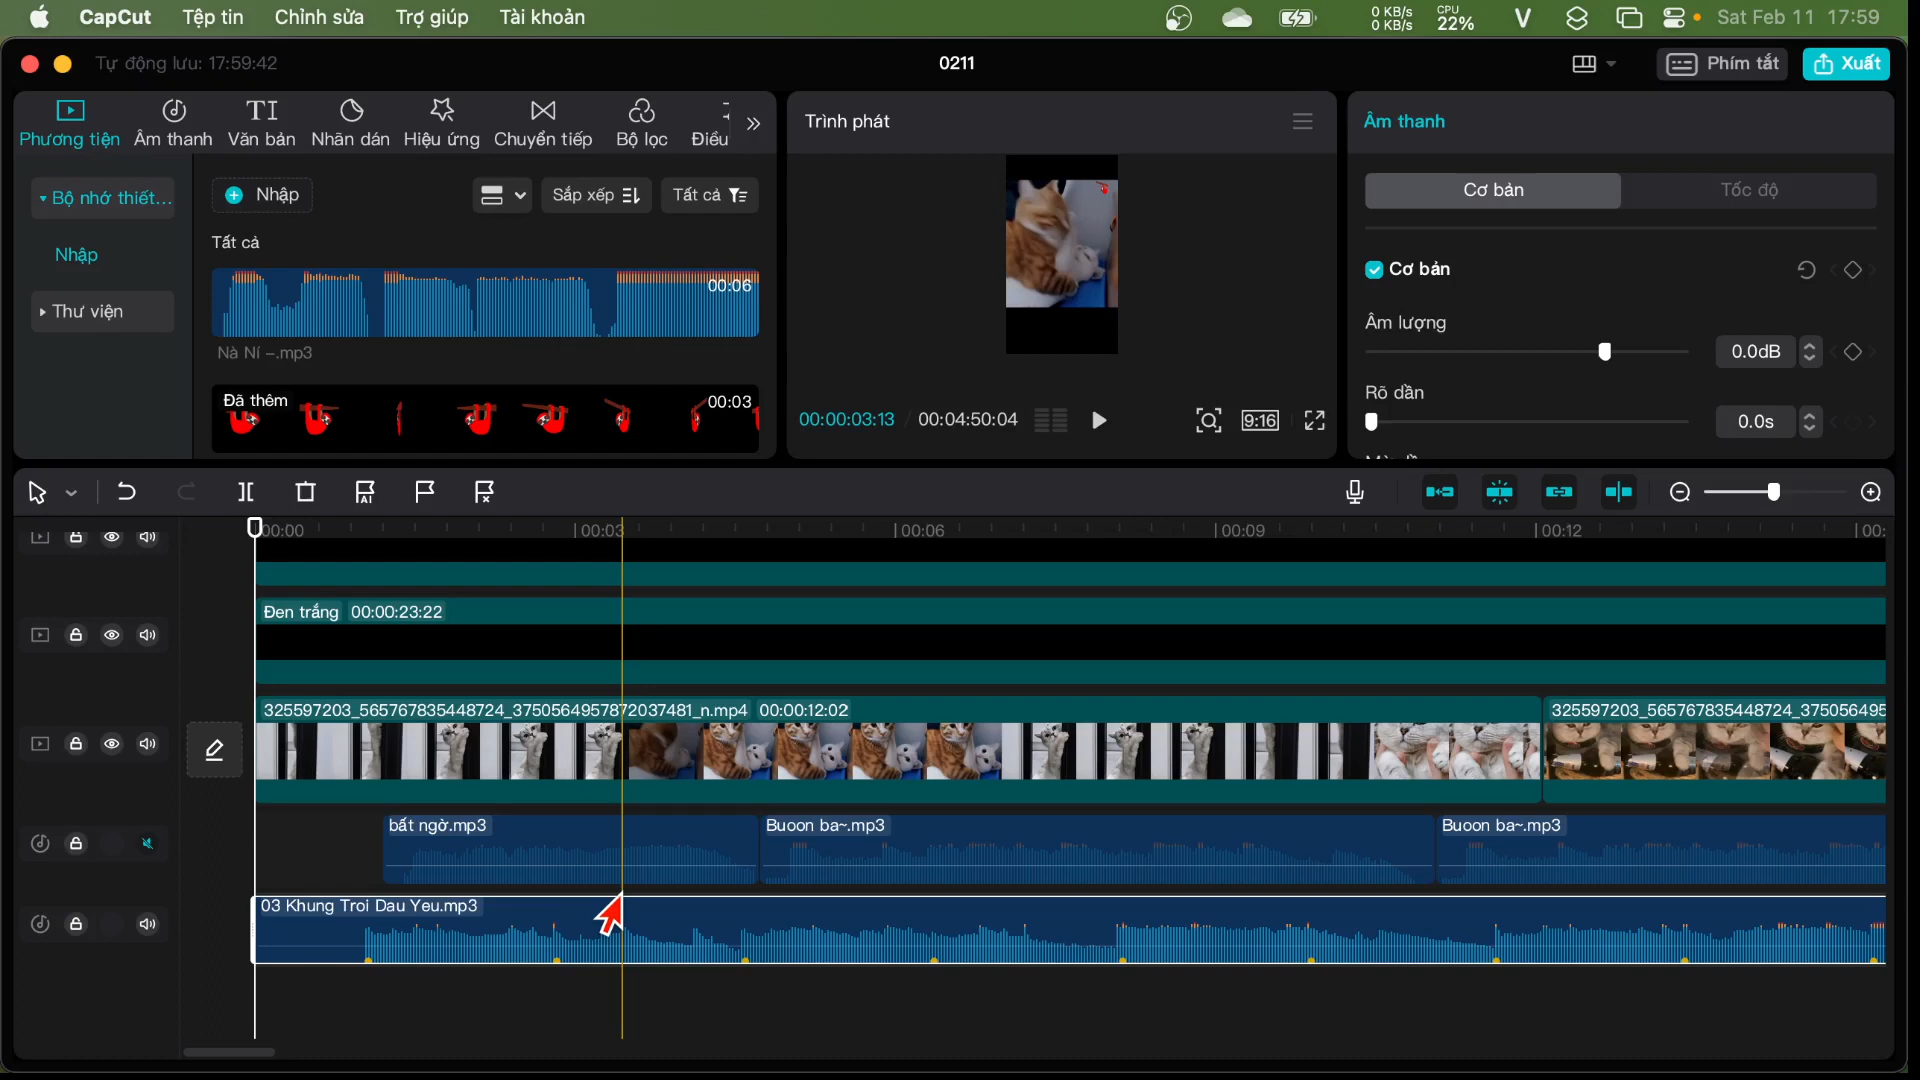 CapCut Tệp tin Chỉnh sửa Trợ giúp Tài khoản 0 KB/s 0 KB/s CPU 22% V Sat Feb 11 17:59
Tự động lưu: 17:59:42 0211 Phím tắt Xuất
Phương tiện Âm thanh Văn bản Nhãn dán Hiệu ứng Chuyển tiếp Bộ lọc Điều
Trình phát
Âm thanh
Bộ nhớ thiết...
Nhập
Thư viện
Nhập Sắp xếp Tất cả
Tất cả
00:06
Nà Ní –.mp3
Đã thêm 00:03
00:00:03:13 / 00:04:50:04 9:16
Cơ bản Tốc độ
Cơ bản
Âm lượng
0.0dB
Rõ dần
0.0s
00:00 00:03 00:06 00:09 00:12 00:
Đen trắng 00:00:23:22
325597203_565767835448724_3750564957872037481_n.mp4 00:00:12:02 325597203_565767835448724_375056495
bất ngờ.mp3 Buoon ba~.mp3 Buoon ba~.mp3
03 Khung Troi Dau Yeu.mp3